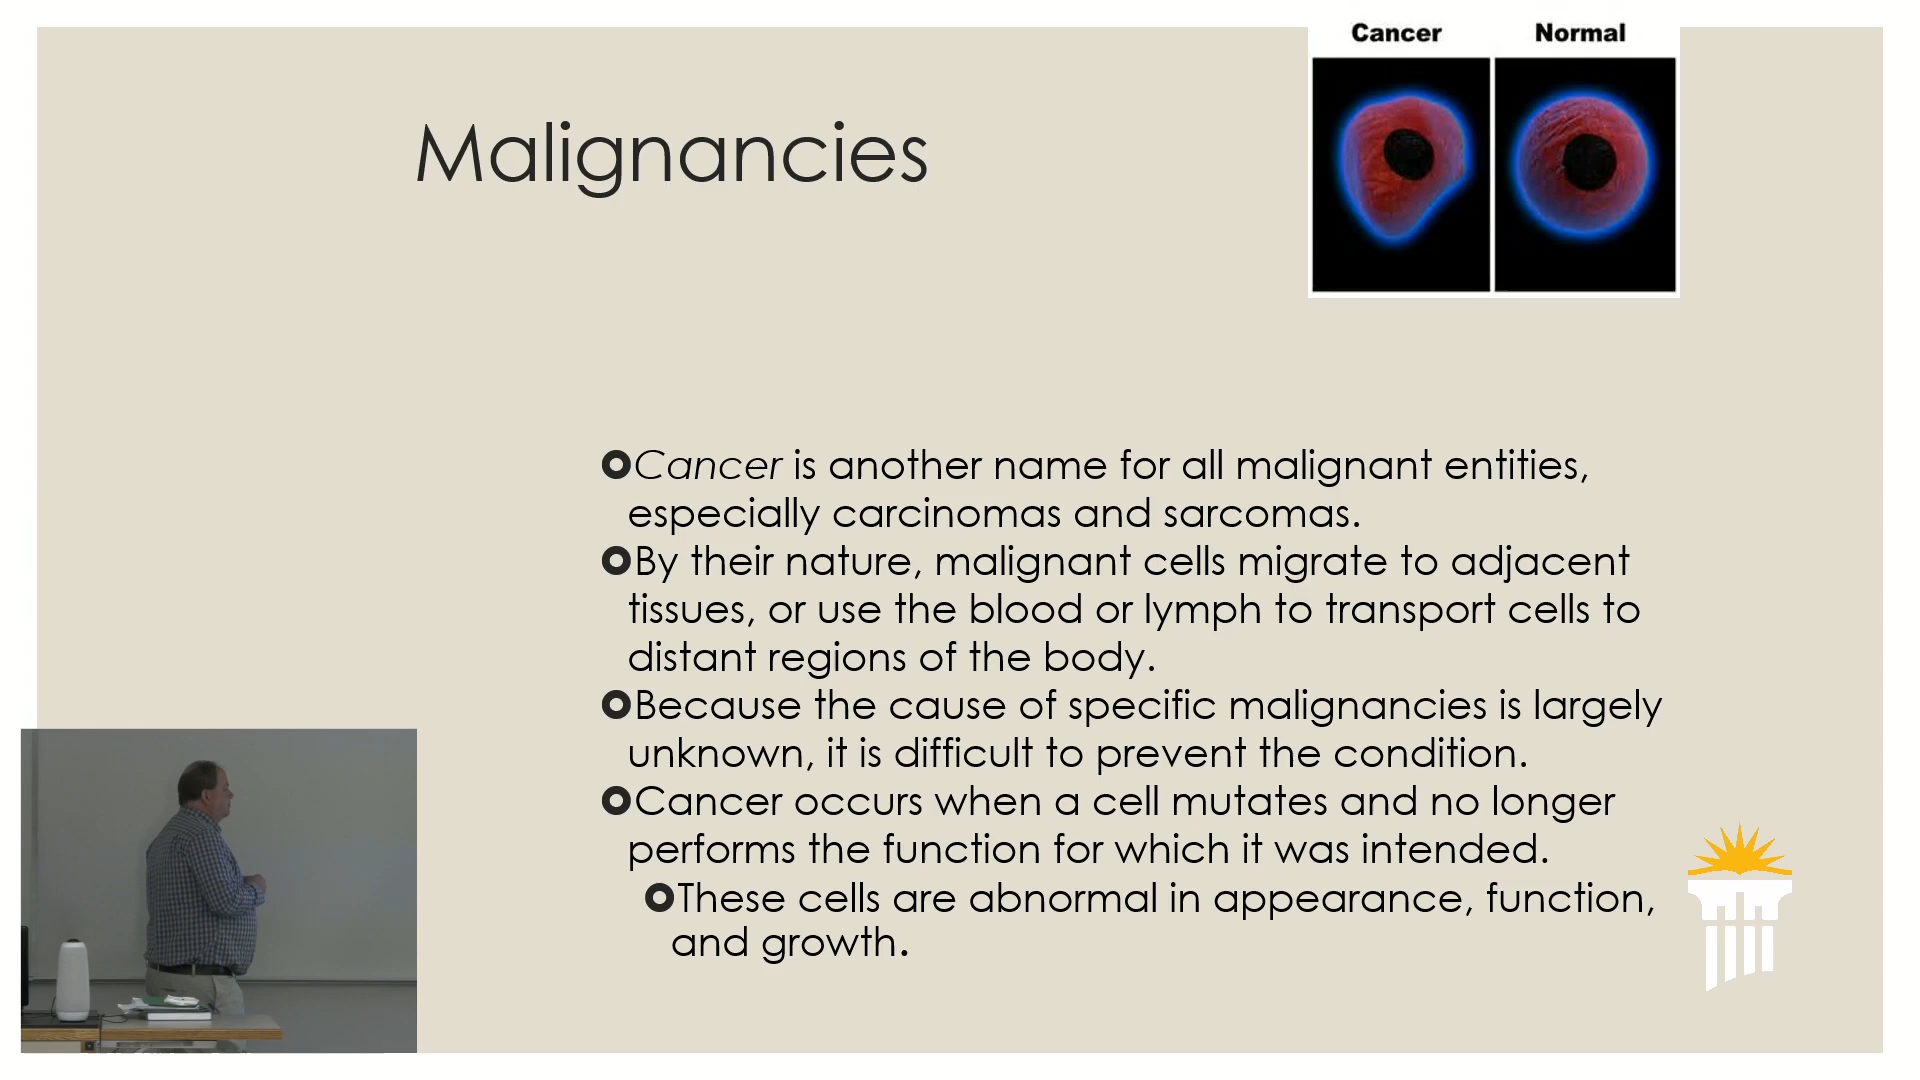 Cancer Normal
Malignancies
Cancer is another name for all malignant entities,
especially carcinomas and sarcomas.
By their nature, malignant cells migrate to adjacent
tissues, or use the blood or lymph to transport cells to
distant regions of the body.
Because the cause of specific malignancies is largely
unknown, it is difficult to prevent the condition.
Cancer occurs when a cell mutates and no longer
performs the function for which it was intended.
These cells are abnormal in appearance, function,
and growth.